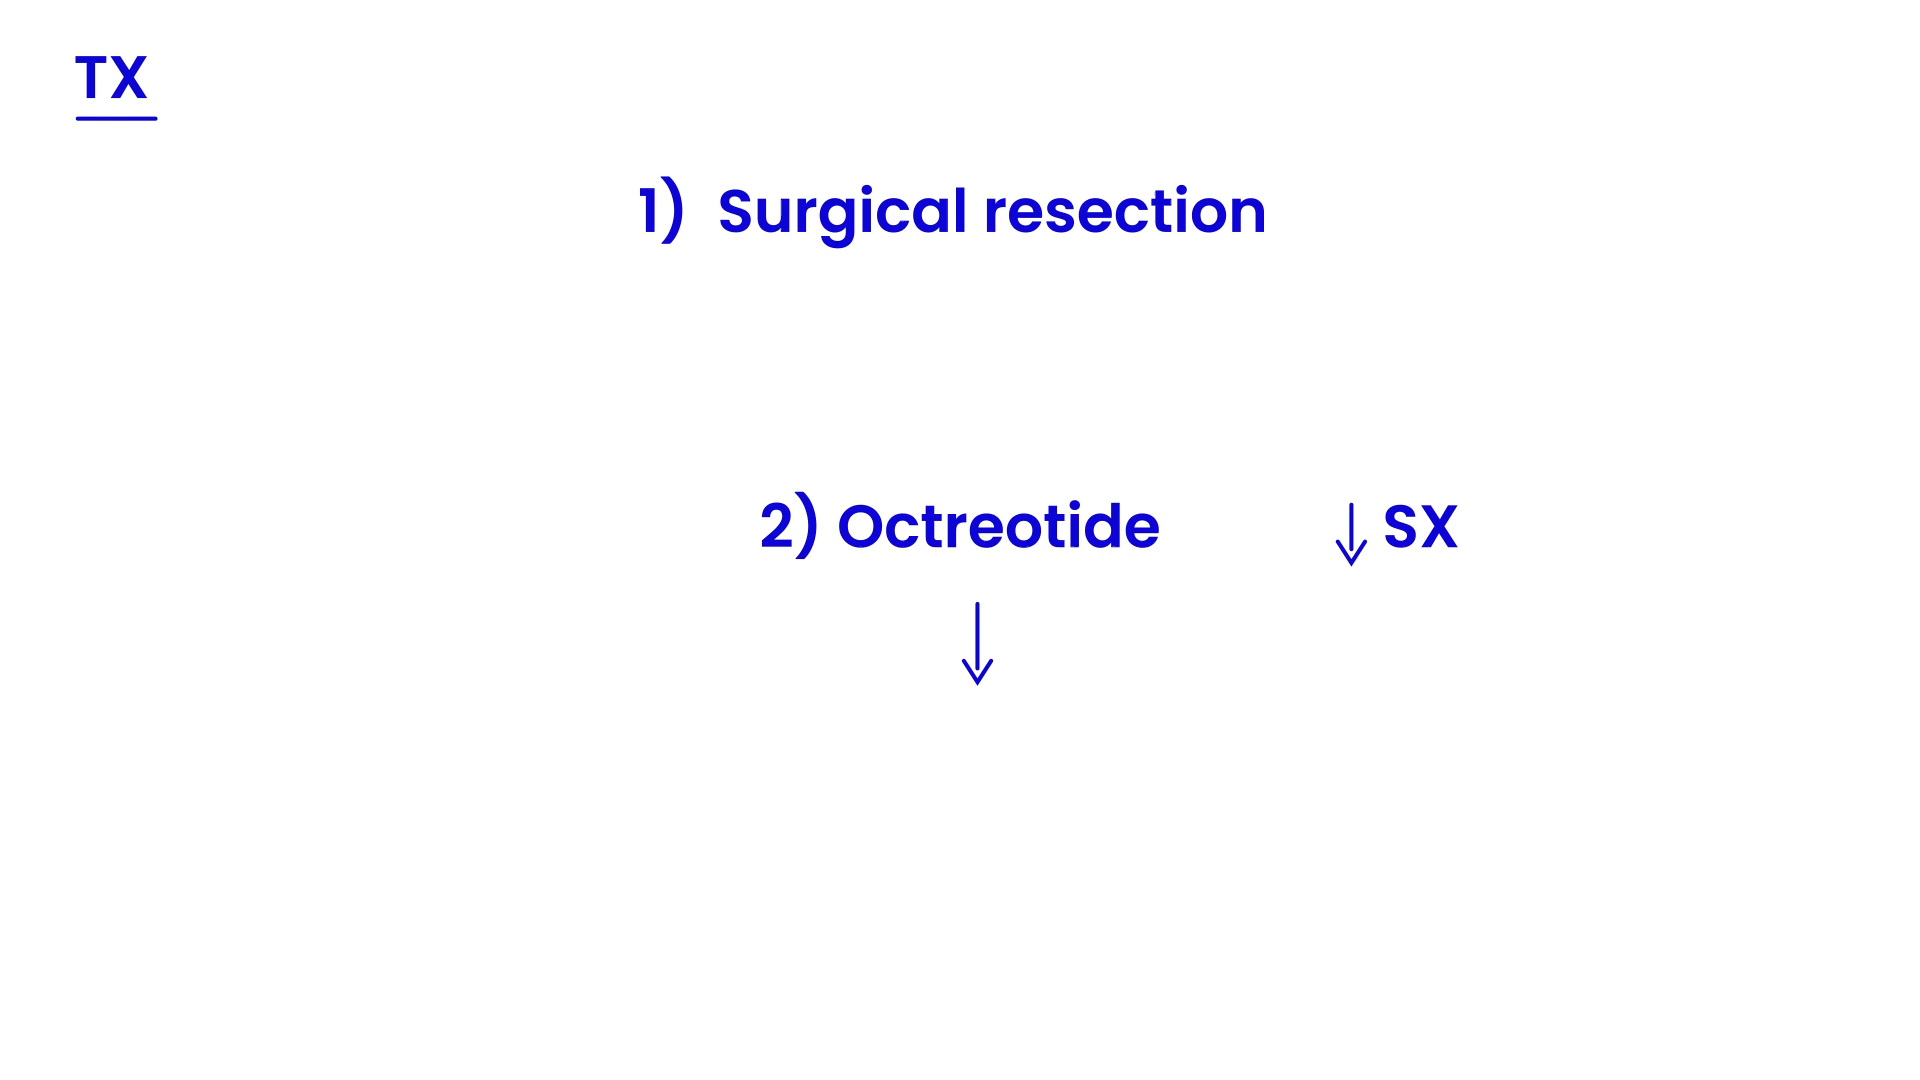 TX
1) Surgical resection
2) Octreotide ↓ SX
↓